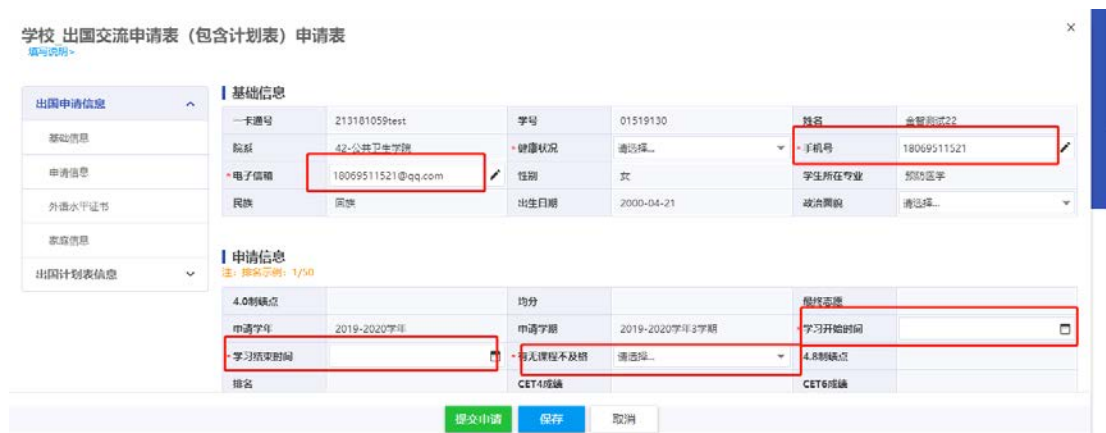 学校_出国交流申请表（包含计划表）申请表
×
填写说明>
出国申请信息
基础信息
申请信息
外语水平证书
家庭信息
出国计划表信息
基础信息
一卡通号 213181059test 学号 01519130 姓名 金智测试22
院系 42-公共卫生学院 *健康状况 请选择... *手机号 18069511521
*电子信箱 18069511521@qq.com 性别 女 学生所在专业 预防医学
民族 出生日期 2000-04-21 政治面貌 请选择...
申请信息
注：排名示例：1/50
4.0制绩点 均分 最终志愿
申请学年 2019-2020学年 申请学期 2019-2020学年3学期 *学习开始时间
*学习结束时间 *有无课程不及格 请选择... 4.8制绩点
排名 CET4成绩 CET6成绩
提交申请 保存 取消